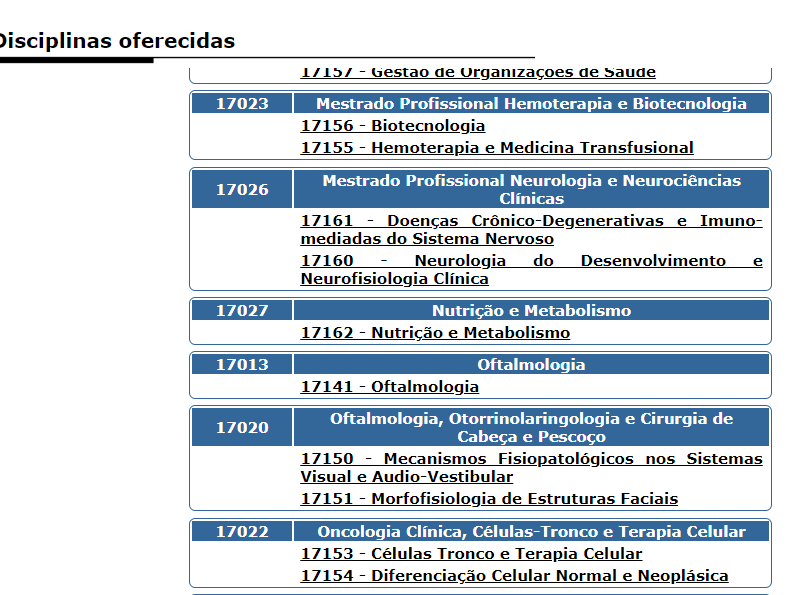 Disciplinas oferecidas
17157 - Gestão de Organizações de Saúde
17023 Mestrado Profissional Hemoterapia e Biotecnologia
17156 - Biotecnologia
17155 - Hemoterapia e Medicina Transfusional
17026 Mestrado Profissional Neurologia e Neurociências
Clínicas
17161 - Doenças Crônico-Degenerativas e Imuno-
mediadas do Sistema Nervoso
17160 - Neurologia do Desenvolvimento e
Neurofisiologia Clínica
17027 Nutrição e Metabolismo
17162 - Nutrição e Metabolismo
17013 Oftalmologia
17141 - Oftalmologia
17020 Oftalmologia, Otorrinolaringologia e Cirurgia de
Cabeça e Pescoço
17150 - Mecanismos Fisiopatológicos nos Sistemas
Visual e Audio-Vestibular
17151 - Morfofisiologia de Estruturas Faciais
17022 Oncologia Clínica, Células-Tronco e Terapia Celular
17153 - Células Tronco e Terapia Celular
17154 - Diferenciação Celular Normal e Neoplásica